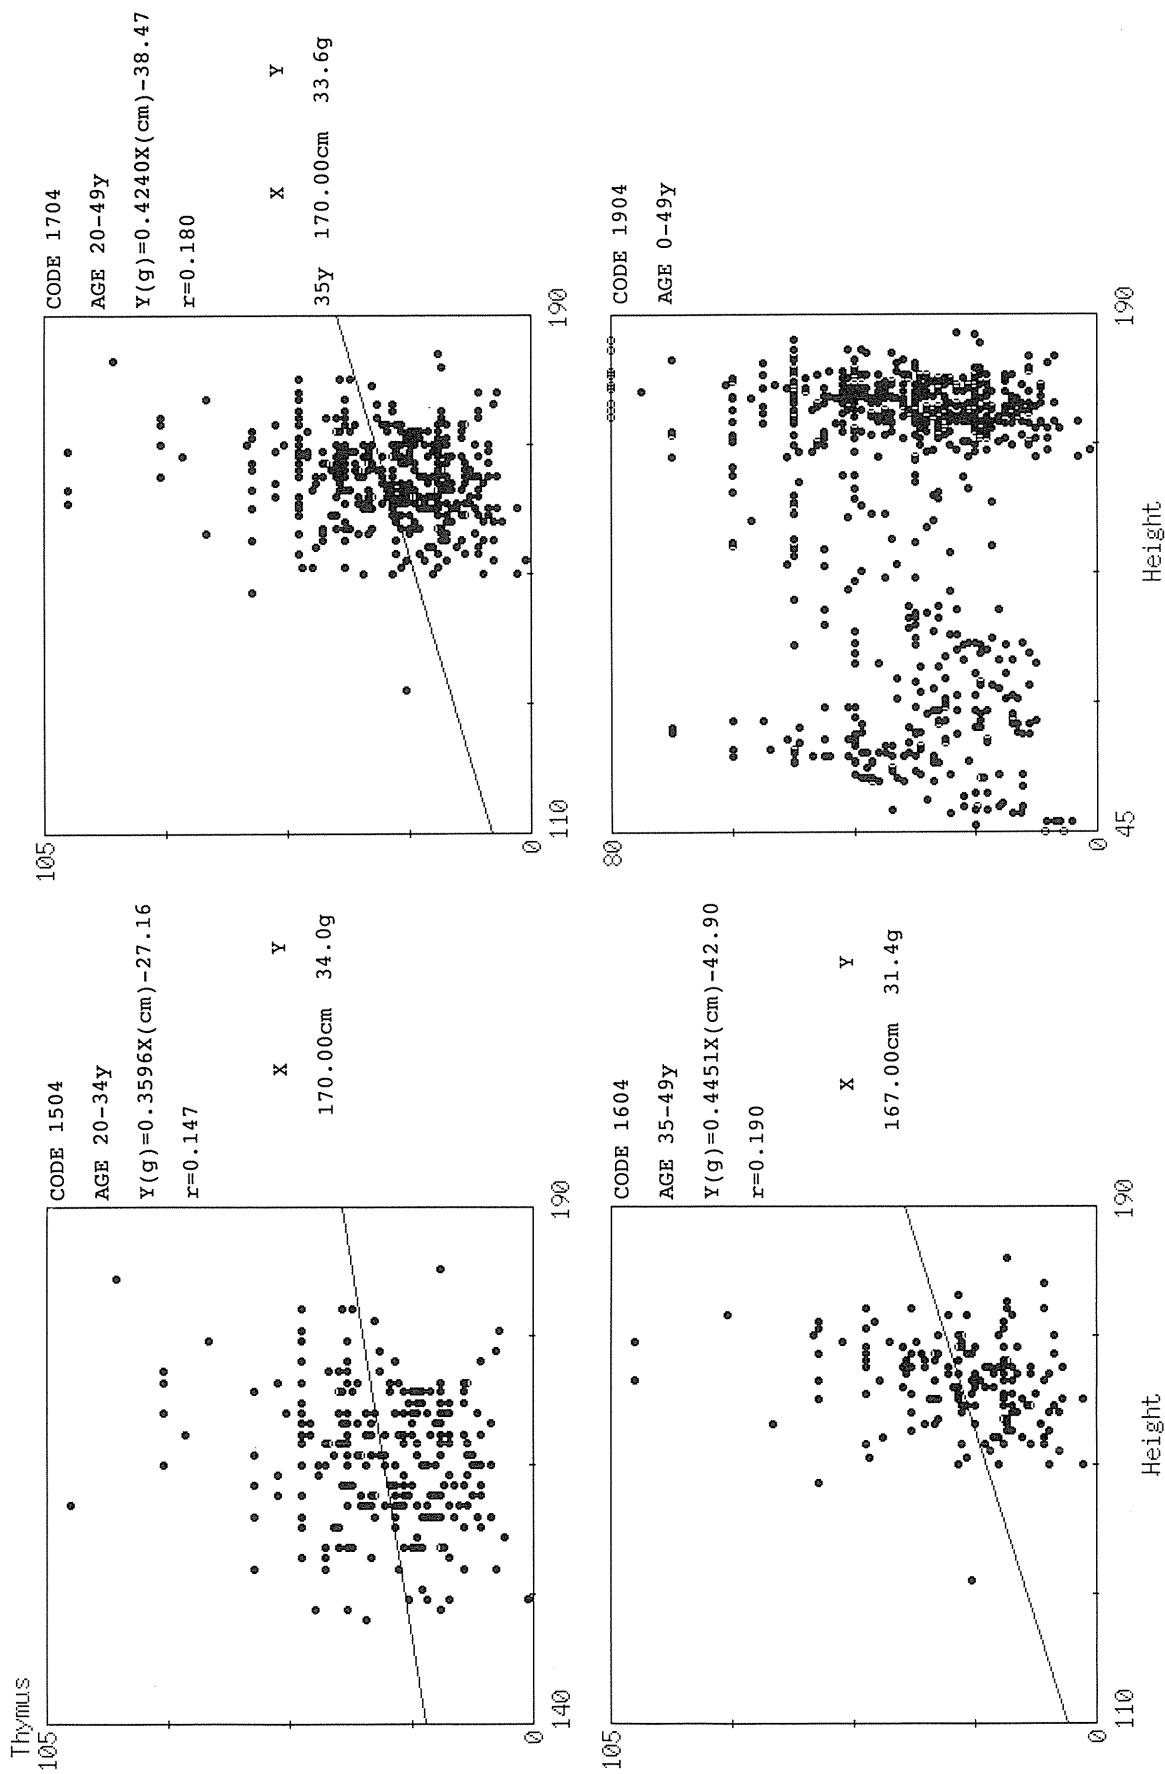 Thymus
105
0
140
190
CODE 1504
AGE 20-34y
Y(g)=0.3596X(cm)-27.16
r=0.147
X Y
170.00cm 34.0g
105
0
110
190
CODE 1704
AGE 20-49y
Y(g)=0.4240X(cm)-38.47
r=0.180
X Y
35y 170.00cm 33.6g
105
0
110
190
Height
CODE 1604
AGE 35-49y
Y(g)=0.4451X(cm)-42.90
r=0.190
X Y
167.00cm 31.4g
80
0
45
190
Height
CODE 1904
AGE 0-49y